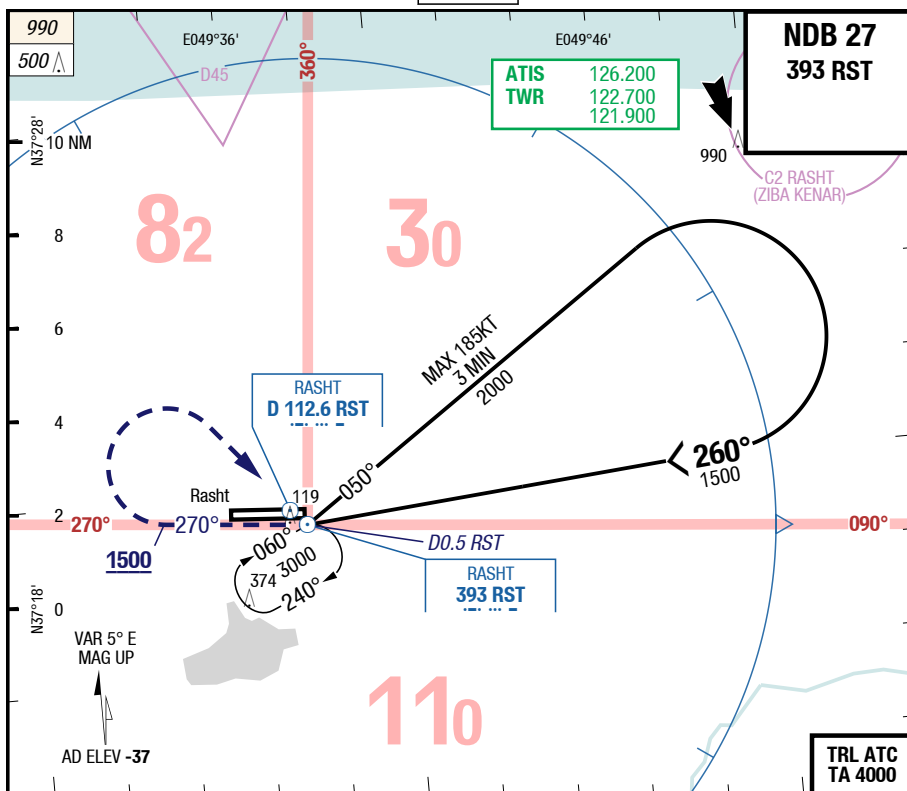 990
500
E049°36'
360°
E049°46'
NDB 27
393 RST
D45
ATIS 126.200
TWR 122.700
121.900
N37°28'
10 NM
990
C2 RASHT
(ZIBA KENAR)
82
30
8
6
MAX 185KT
3 MIN
2000
RASHT
D 112.6 RST
4
260°
1500
050°
Rasht
119
2
270°
270°
090°
D0.5 RST
1500
060°
3000
374
240°
RASHT
393 RST
N37°18'
0
VAR 5° E
MAG UP
110
AD ELEV -37
TRL ATC
TA 4000